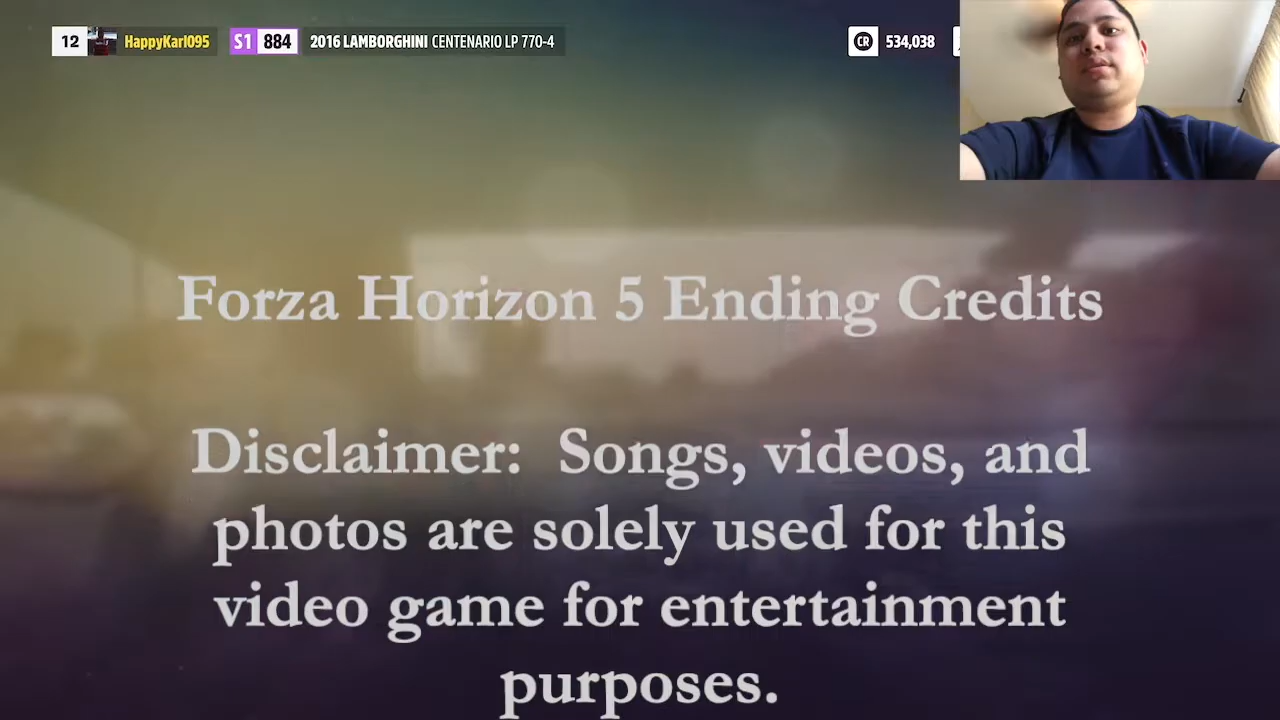 12 HappyKarl095 S1 884 2016 LAMBORGHINI CENTENARIO LP 770-4 CR 534,038
Forza Horizon 5 Ending Credits
Disclaimer: Songs, videos, and
photos are solely used for this
video game for entertainment
purposes.